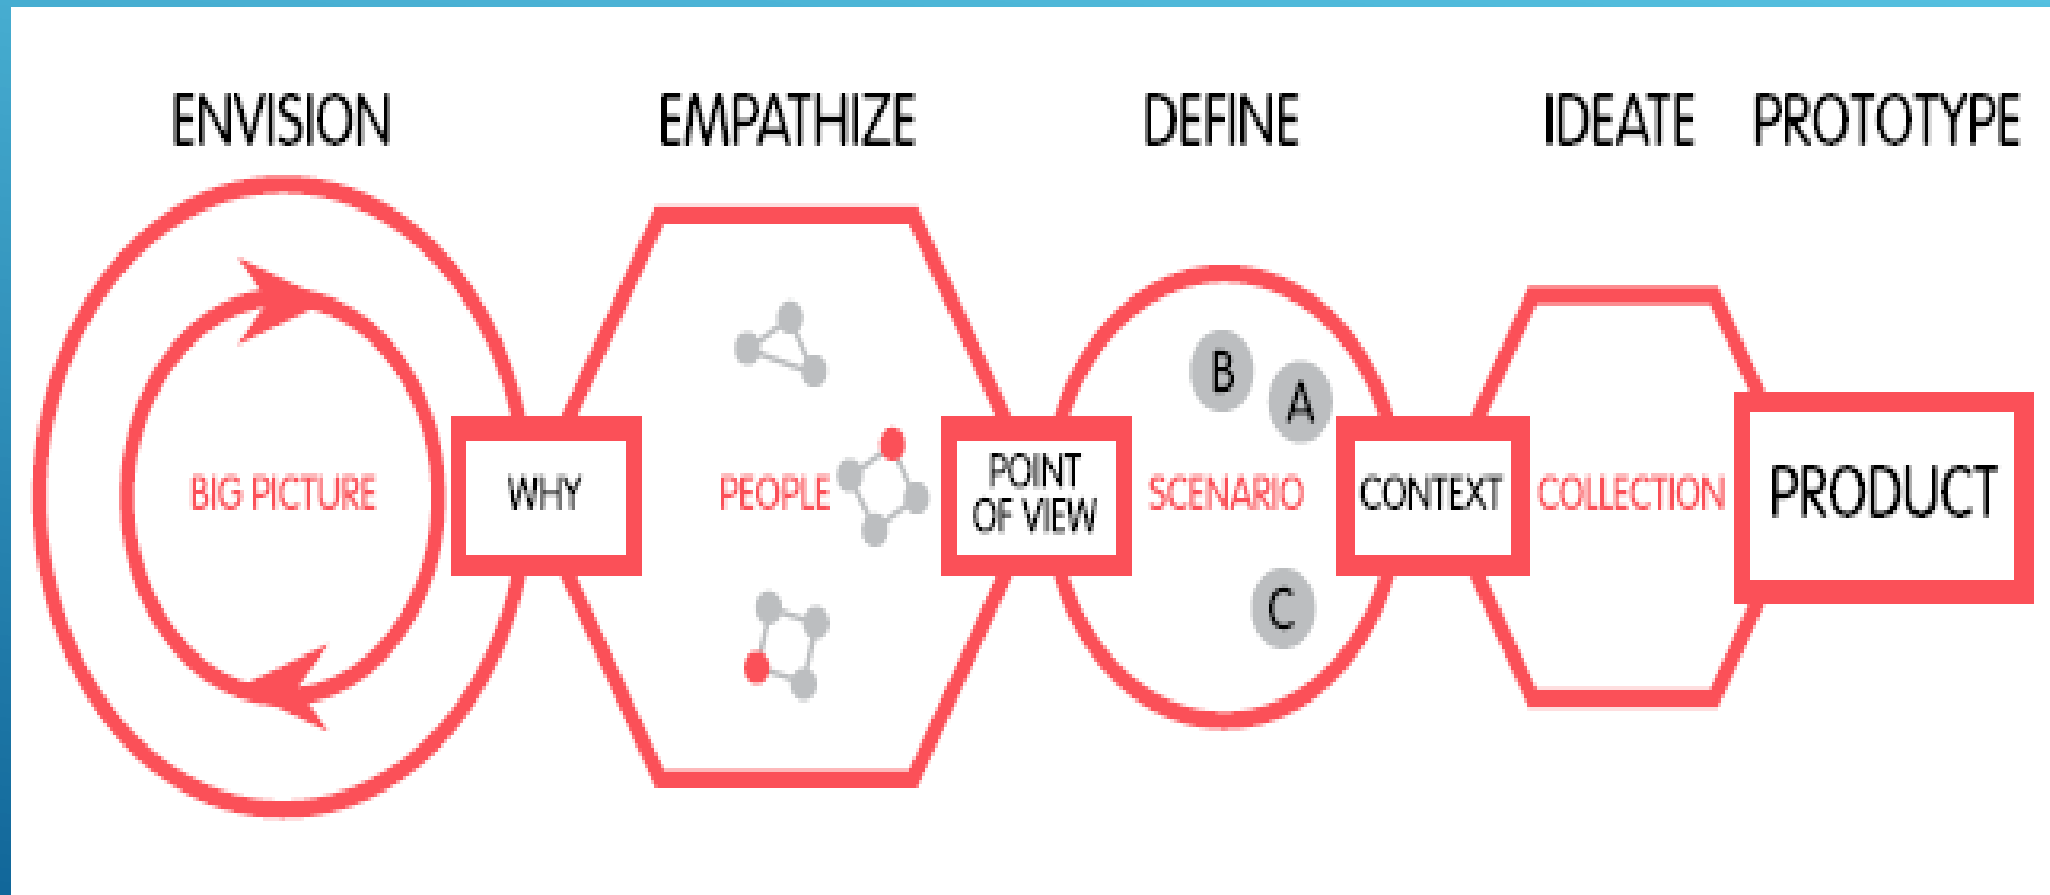 ENVISION EMPATHIZE DEFINE IDEATE PROTOTYPE
B
A
BIG PICTURE WHY PEOPLE POINT OF VIEW SCENARIO CONTEXT COLLECTION PRODUCT
C